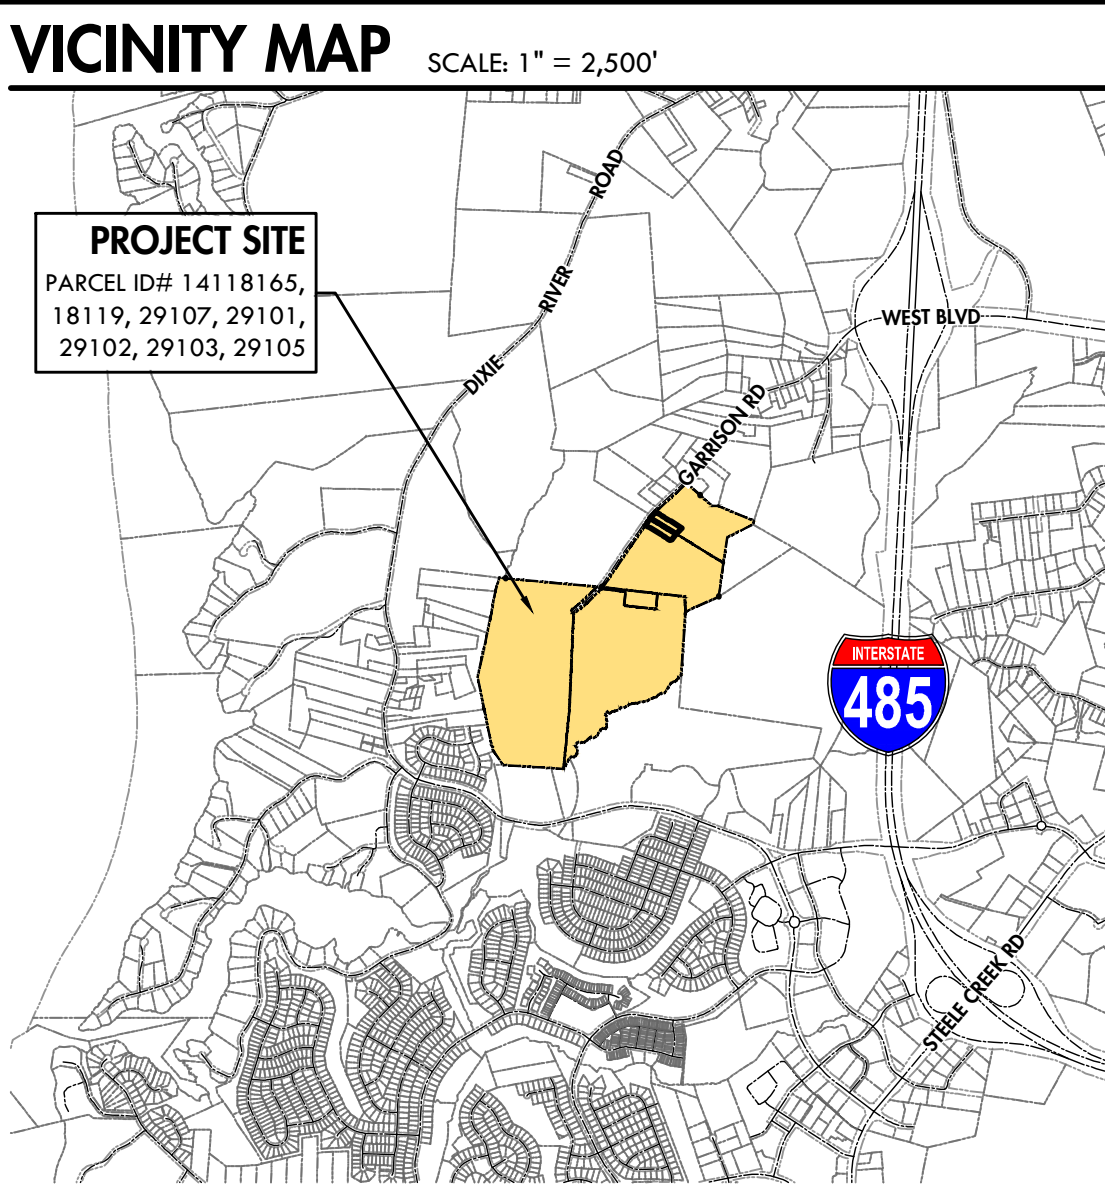 VICINITY MAP SCALE: 1" = 2,500'
PROJECT SITE
PARCEL ID# 14118165,
18119, 29107, 29101,
29102, 29103, 29105
DIXIE RIVER ROAD
WEST BLVD
GARRISON RD
INTERSTATE
485
STEELE CREEK RD